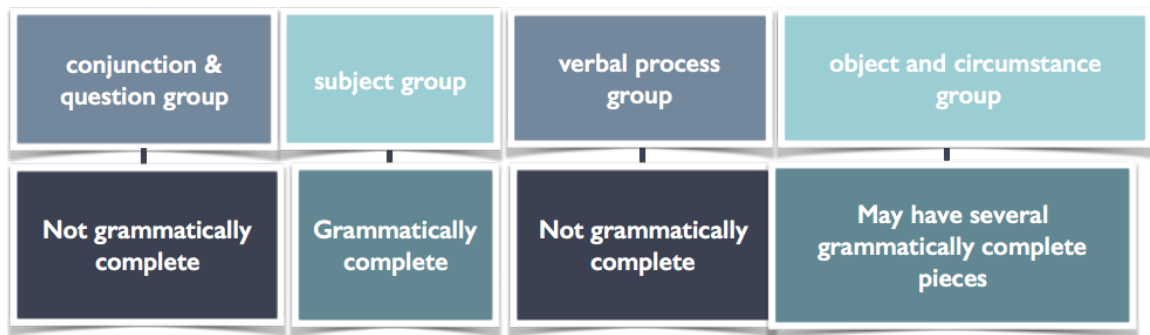 conjunction &
question group
subject group
verbal process
group
object and circumstance
group
Not grammatically
complete
Grammatically
complete
Not grammatically
complete
May have several
grammatically complete
pieces